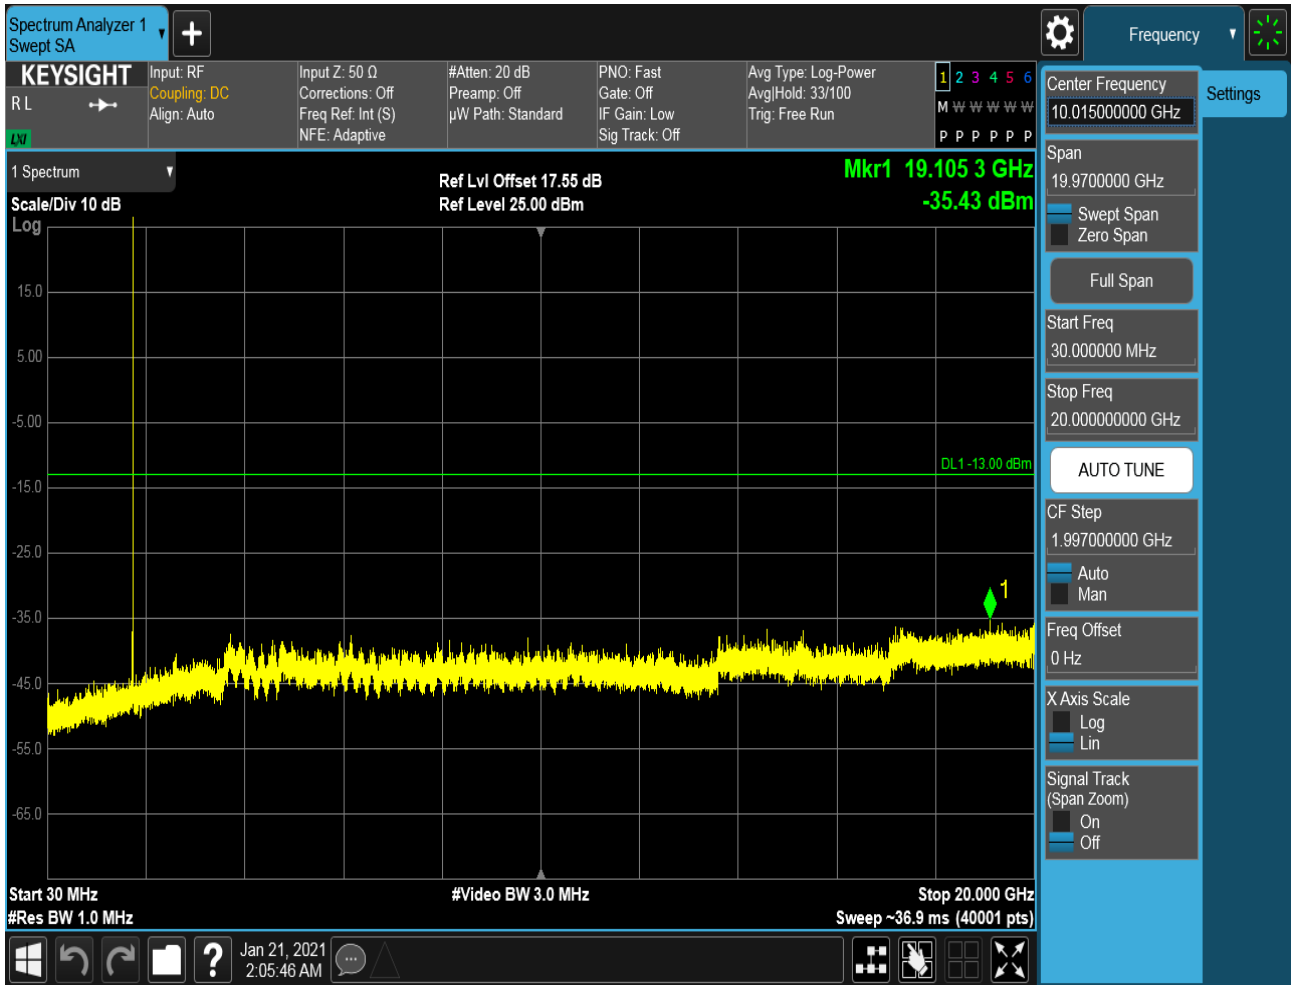 Spectrum Analyzer 1
Swept SA
Frequency
KEYSIGHT
R L
LXI
Input: RF
Coupling: DC
Align: Auto
Input Z: 50 Ω
Corrections: Off
Freq Ref: Int (S)
NFE: Adaptive
#Atten: 20 dB
Preamp: Off
µW Path: Standard
PNO: Fast
Gate: Off
IF Gain: Low
Sig Track: Off
Avg Type: Log-Power
Avg|Hold: 33/100
Trig: Free Run
1 2 3 4 5 6
M W W W W W
P P P P P P
1 Spectrum
Scale/Div 10 dB
Log
Ref Lvl Offset 17.55 dB
Ref Level 25.00 dBm
Mkr1 19.105 3 GHz
-35.43 dBm
15.0
5.00
-5.00
-15.0
-25.0
-35.0
-45.0
-55.0
-65.0
DL1 -13.00 dBm
1
Start 30 MHz
#Res BW 1.0 MHz
#Video BW 3.0 MHz
Stop 20.000 GHz
Sweep ~36.9 ms (40001 pts)
Jan 21, 2021
2:05:46 AM
?
Center Frequency
10.015000000 GHz
Settings
Span
19.9700000 GHz
Swept Span
Zero Span
Full Span
Start Freq
30.000000 MHz
Stop Freq
20.000000000 GHz
AUTO TUNE
CF Step
1.997000000 GHz
Auto
Man
Freq Offset
0 Hz
X Axis Scale
Log
Lin
Signal Track
(Span Zoom)
On
Off